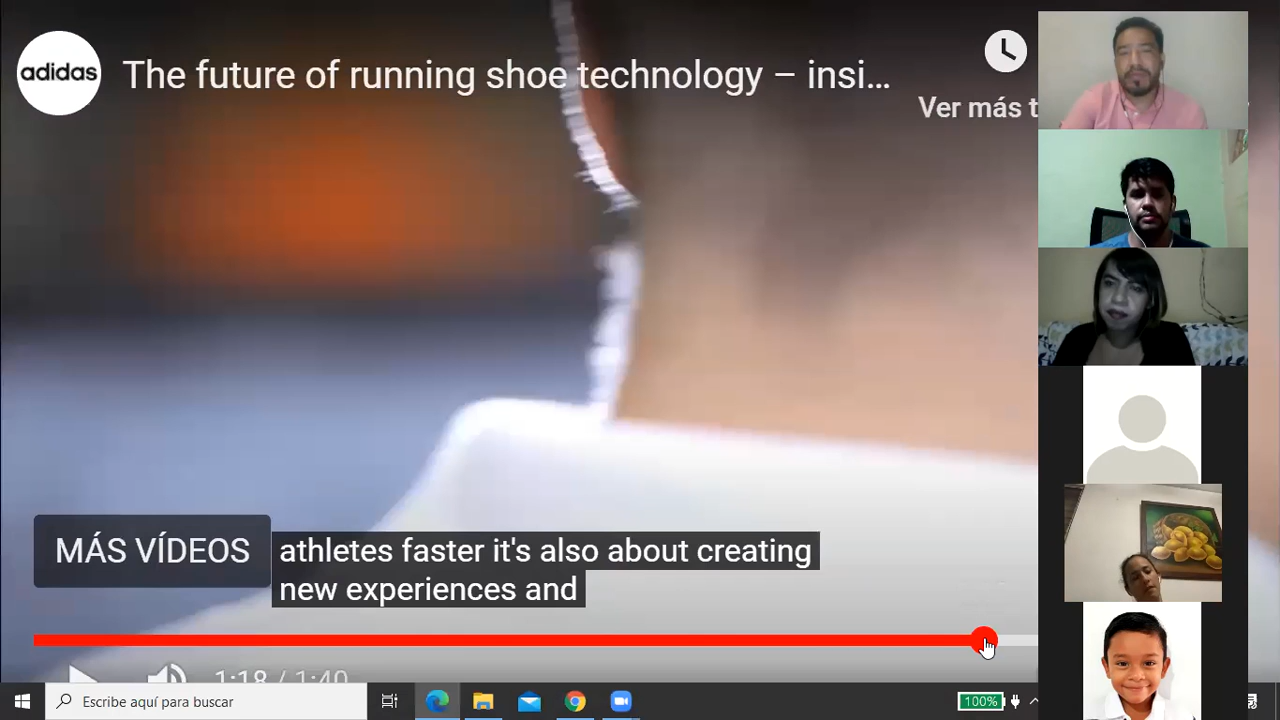 adidas
The future of running shoe technology – insi...
Ver más t
MÁS VÍDEOS
athletes faster it's also about creating
new experiences and
1:18 / 1:40
Escribe aquí para buscar
100%